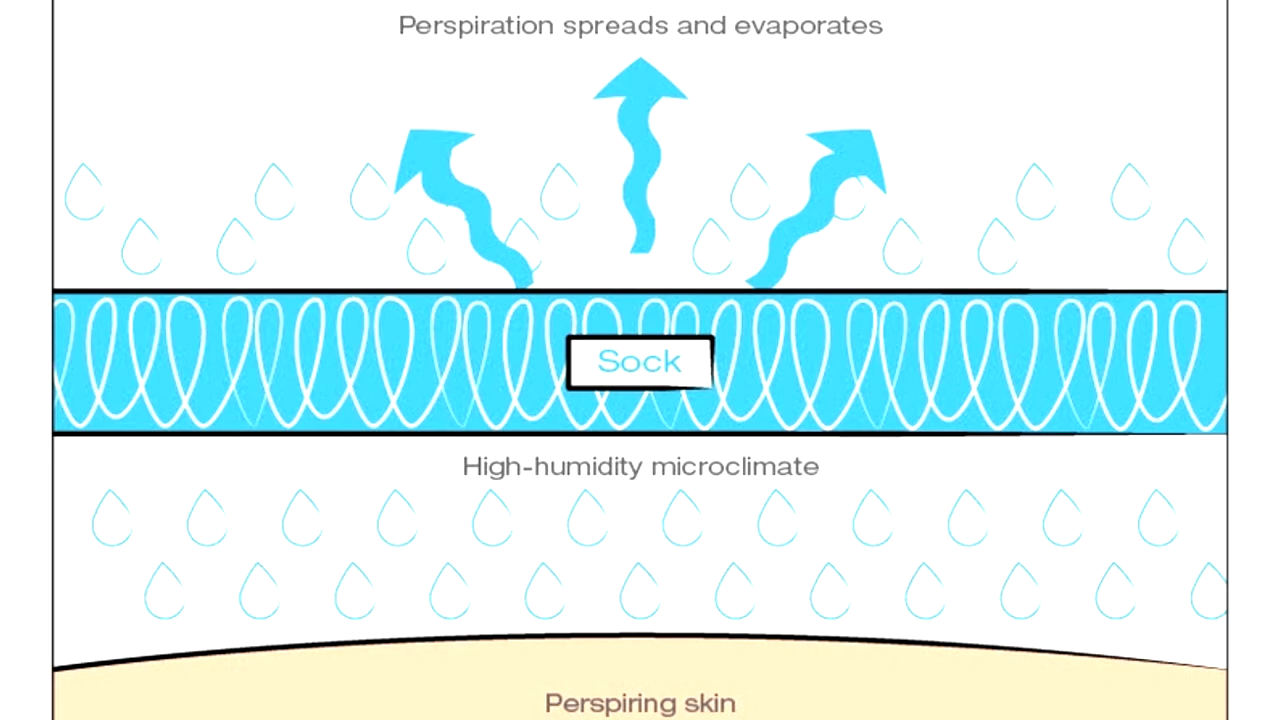 Perspiration spreads and evaporates
Sock
High-humidity microclimate
Perspiring skin